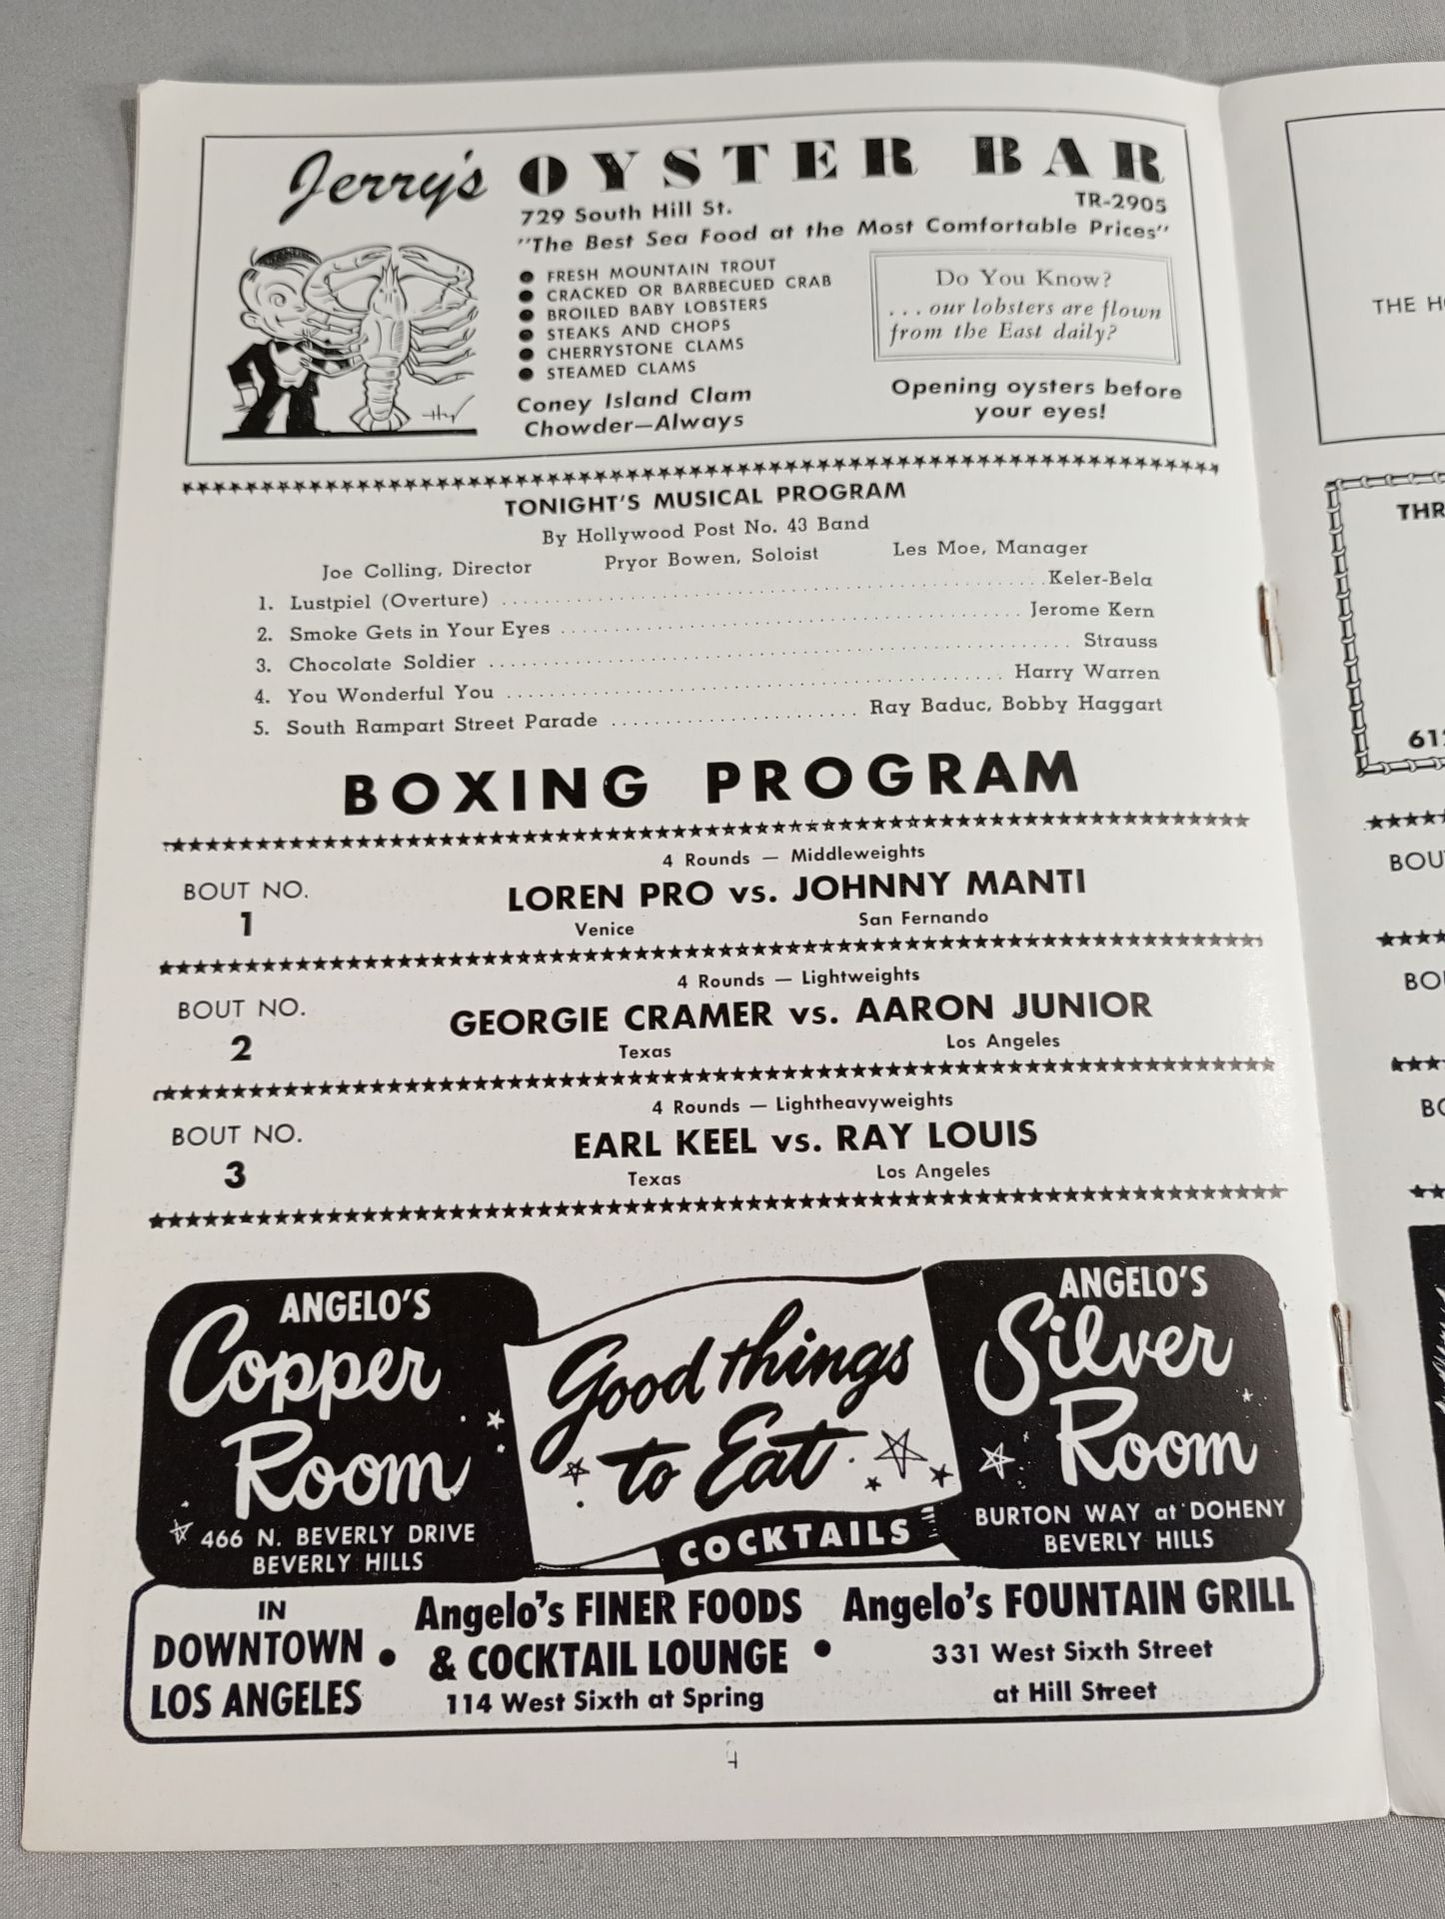 Jerry's OYSTER BAR
729 South Hill St.
TR-2905
"The Best Sea Food at the Most Comfortable Prices"
● FRESH MOUNTAIN TROUT
● CRACKED OR BARBECUED CRAB
● BROILED BABY LOBSTERS
● STEAKS AND CHOPS
● CHERRYSTONE CLAMS
● STEAMED CLAMS
Coney Island Clam
Chowder—Always
Do You Know?
. . . our lobsters are flown
from the East daily?
Opening oysters before
your eyes!
TONIGHT'S MUSICAL PROGRAM
By Hollywood Post No. 43 Band
Joe Colling, Director Pryor Bowen, Soloist Les Moe, Manager
1. Lustpiel (Overture) Keler-Bela
2. Smoke Gets in Your Eyes Jerome Kern
3. Chocolate Soldier Strauss
4. You Wonderful You Harry Warren
5. South Rampart Street Parade Ray Baduc, Bobby Haggart
BOXING PROGRAM
4 Rounds — Middleweights
BOUT NO.
1
LOREN PRO vs. JOHNNY MANTI
Venice San Fernando
4 Rounds — Lightweights
BOUT NO.
2
GEORGIE CRAMER vs. AARON JUNIOR
Texas Los Angeles
4 Rounds — Lightheavyweights
BOUT NO.
3
EARL KEEL vs. RAY LOUIS
Texas Los Angeles
ANGELO'S
Copper
Room
466 N. BEVERLY DRIVE
BEVERLY HILLS
Good things
to Eat
COCKTAILS
ANGELO'S
Silver
Room
BURTON WAY at DOHENY
BEVERLY HILLS
IN
DOWNTOWN
LOS ANGELES
•
Angelo's FINER FOODS
& COCKTAIL LOUNGE
114 West Sixth at Spring
•
Angelo's FOUNTAIN GRILL
331 West Sixth Street
at Hill Street
4
THE